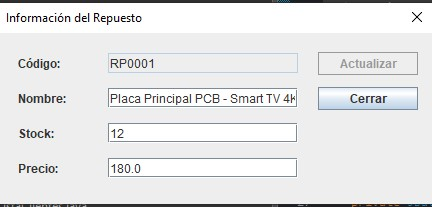 Información del Repuesto
Código: RP0001 Actualizar
Nombre: Placa Principal PCB - Smart TV 4K Cerrar
Stock: 12
Precio: 180.0